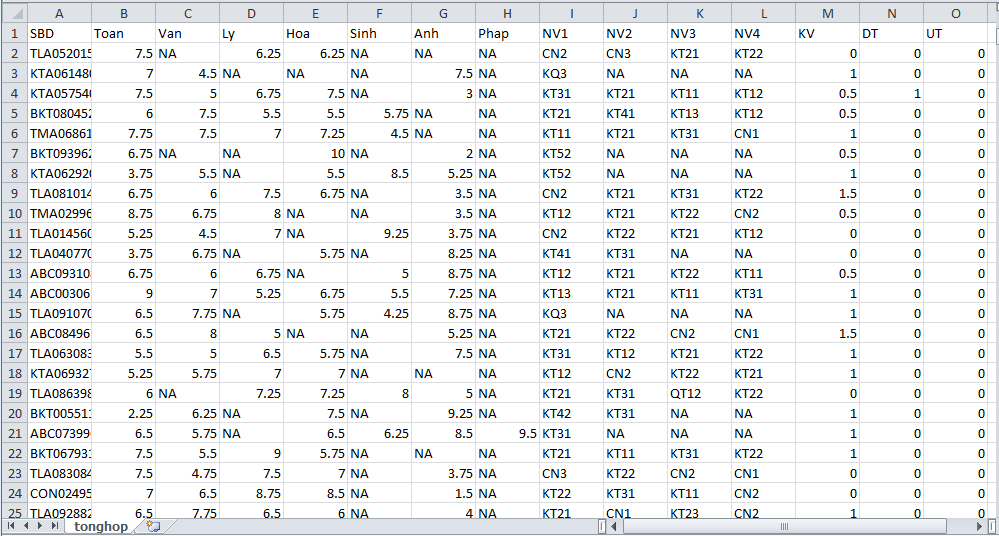 A B C D E F G H I J K L M N O
1 SBD Toan Van Ly Hoa Sinh Anh Phap NV1 NV2 NV3 NV4 KV DT UT
2 TLA052015 7.5 NA 6.25 6.25 NA NA NA CN2 CN3 KT21 KT22 0 0 0
3 KTA061480 7 4.5 NA NA NA 7.5 NA KQ3 NA NA NA 1 0 0
4 KTA057540 7.5 5 6.75 7.5 NA 3 NA KT31 KT21 KT11 KT12 0.5 1 0
5 BKT080452 6 7.5 5.5 5.5 5.75 NA NA KT21 KT41 KT13 KT12 0.5 0 0
6 TMA06861 7.75 7.5 7 7.25 4.5 NA NA KT11 KT21 KT31 CN1 1 0 0
7 BKT093962 6.75 NA NA 10 NA 2 NA KT52 NA NA NA 0.5 0 0
8 KTA062920 3.75 5.5 NA 5.5 8.5 5.25 NA KT52 NA NA NA 1 0 0
9 TLA081014 6.75 6 7.5 6.75 NA 3.5 NA CN2 KT21 KT31 KT22 1.5 0 0
10 TMA02996 8.75 6.75 8 NA NA 3.5 NA KT12 KT21 KT22 CN2 0.5 0 0
11 TLA014560 5.25 4.5 7 NA 9.25 3.75 NA CN2 KT22 KT21 KT12 0 0 0
12 TLA040770 3.75 6.75 NA 5.75 NA 8.25 NA KT41 KT31 NA NA 0 0 0
13 ABC09310 6.75 6 6.75 NA 5 8.75 NA KT12 KT21 KT22 KT11 0.5 0 0
14 ABC00306 9 7 5.25 6.75 5.5 7.25 NA KT13 KT21 KT11 KT31 1 0 0
15 TLA091070 6.5 7.75 NA 5.75 4.25 8.75 NA KQ3 NA NA NA 1 0 0
16 ABC08496 6.5 8 5 NA NA 5.25 NA KT21 KT22 CN2 CN1 1.5 0 0
17 TLA063083 5.5 5 6.5 5.75 NA 7.5 NA KT31 KT12 KT21 KT22 1 0 0
18 KTA06932 5.25 5.75 7 7 NA NA NA KT12 CN2 KT22 KT21 1 0 0
19 TLA086398 6 NA 7.25 7.25 8 5 NA KT21 KT31 QT12 KT22 0 0 0
20 BKT005511 2.25 6.25 NA 7.5 NA 9.25 NA KT42 KT31 NA NA 1 0 0
21 ABC07399 6.5 5.75 NA 6.5 6.25 8.5 9.5 KT31 NA NA NA 1 0 0
22 BKT067931 7.5 5.5 9 5.75 NA NA NA KT21 KT11 KT31 KT22 1 0 0
23 TLA083084 7.5 4.75 7.5 7 NA 3.75 NA CN3 KT22 CN2 CN1 0 0 0
24 CON02495 7 6.5 8.75 8.5 NA 1.5 NA KT22 KT31 KT11 CN2 0 0 0
25 TLA092882 6.5 7.75 6.5 6 NA 4 NA KT21 CN1 KT23 CN2 1 0 0
tonghop